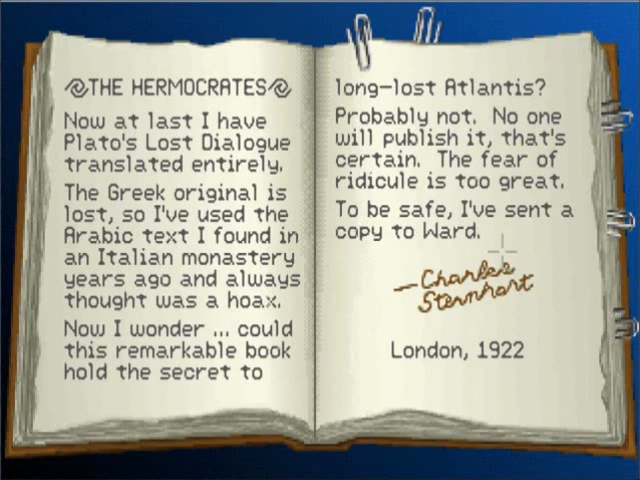 THE HERMOCRATES
Now at last I have
Plato's Lost Dialogue
translated entirely.
The Greek original is
lost, so I've used the
Arabic text I found in
an Italian monastery
years ago and always
thought was a hoax.
Now I wonder ... could
this remarkable book
hold the secret to
long-lost Atlantis?
Probably not.  No one
will publish it, that's
certain.  The fear of
ridicule is too great.
To be safe, I've sent a
copy to Ward.
—Charles
Sternhart
London, 1922